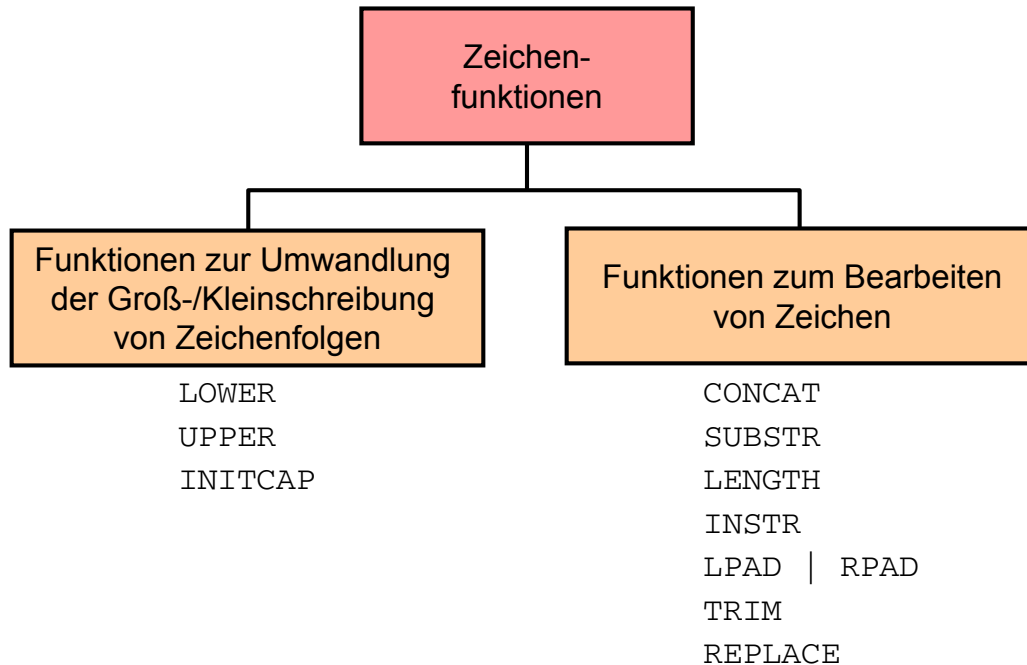 Zeichen-
funktionen
Funktionen zur Umwandlung
der Groß-/Kleinschreibung
von Zeichenfolgen
LOWER
UPPER
INITCAP
Funktionen zum Bearbeiten
von Zeichen
CONCAT
SUBSTR
LENGTH
INSTR
LPAD | RPAD
TRIM
REPLACE